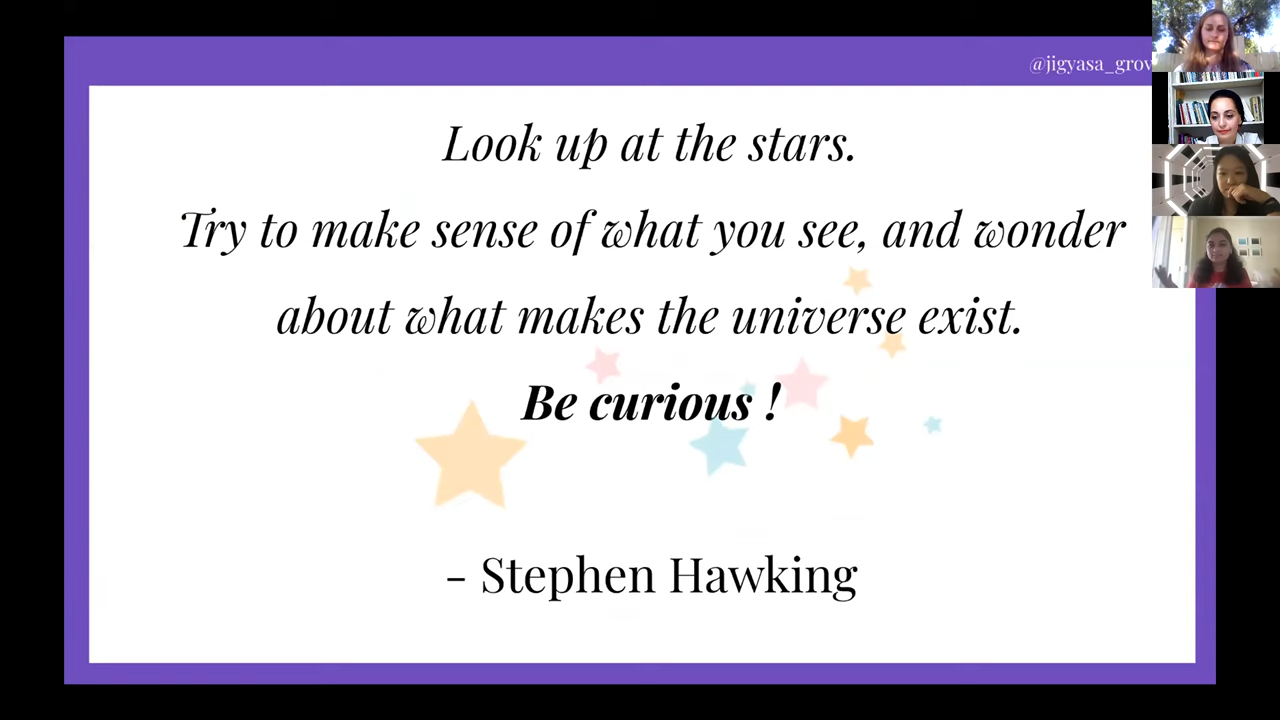 @jigyasa_grov
Look up at the stars.
Try to make sense of what you see, and wonder
about what makes the universe exist.
Be curious !
- Stephen Hawking